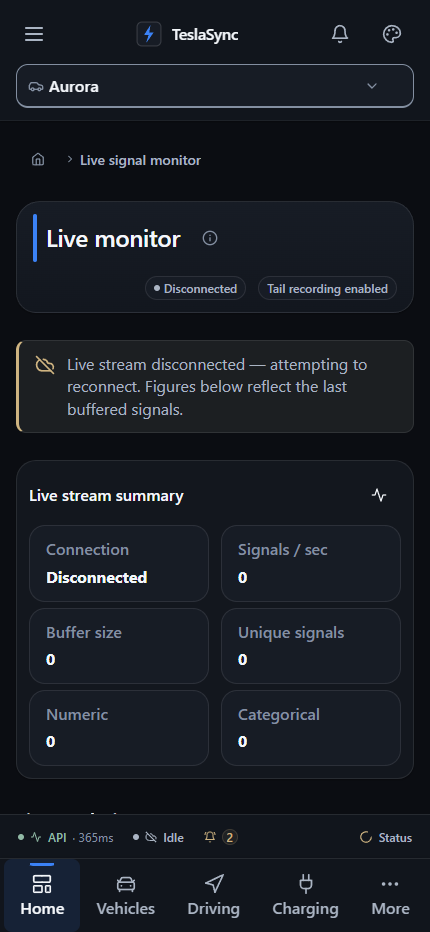 TeslaSync
Aurora
Live signal monitor
Live monitor
Disconnected
Tail recording enabled
Live stream disconnected — attempting to
reconnect. Figures below reflect the last
buffered signals.
Live stream summary
Connection
Disconnected
Signals / sec
0
Buffer size
0
Unique signals
0
Numeric
0
Categorical
0
API · 365ms
Idle
2
Status
Home
Vehicles
Driving
Charging
More